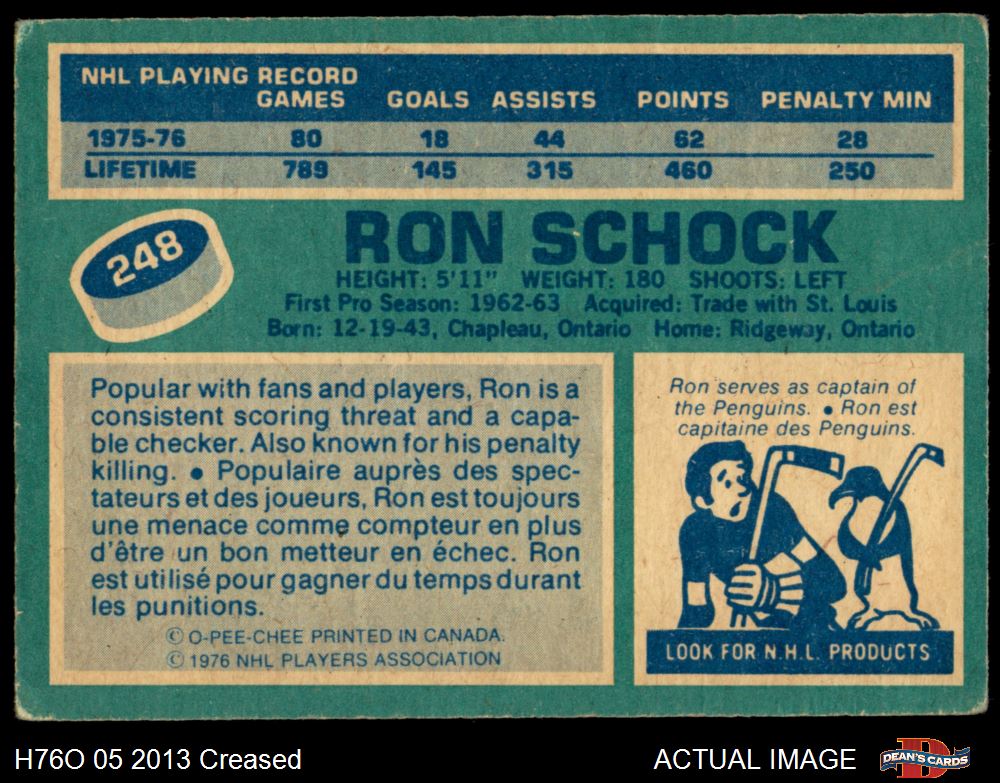 NHL PLAYING RECORD
GAMES GOALS ASSISTS POINTS PENALTY MIN
1975-76 80 18 44 62 28
LIFETIME 789 145 315 460 250
248
RON SCHOCK
HEIGHT: 5'11" WEIGHT: 180 SHOOTS: LEFT
First Pro Season: 1962-63 Acquired: Trade with St. Louis
Born: 12-19-43, Chapleau, Ontario Home: Ridgeway, Ontario
Popular with fans and players, Ron is a
consistent scoring threat and a capa-
ble checker. Also known for his penalty
killing. ● Populaire auprès des spec-
tateurs et des joueurs, Ron est toujours
une menace comme compteur en plus
d'être un bon metteur en échec. Ron
est utilisé pour gagner du temps durant
les punitions.
© O-PEE-CHEE PRINTED IN CANADA.
© 1976 NHL PLAYERS ASSOCIATION
Ron serves as captain of
the Penguins. ● Ron est
capitaine des Penguins.
LOOK FOR N.H.L. PRODUCTS
H76O 05 2013 Creased
ACTUAL IMAGE
D
DEAN'S CARDS